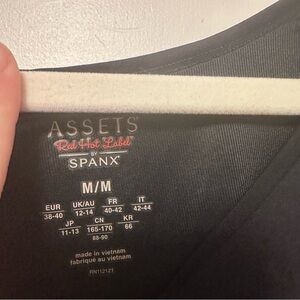 ASSETS
Red Hot Label™
BY
SPANX®
M/M
EUR UK/AU FR IT
38-40 12-14 40-42 42-44
JP CN KR
11-13 165-170 66
88-90
made in vietnam
fabriqué au vietnam